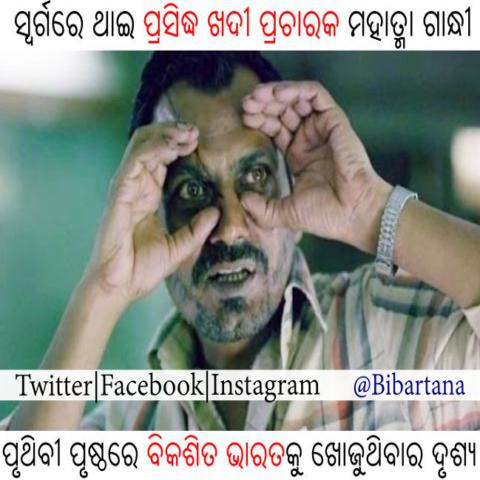 ସ୍ୱର୍ଗରେ ଥାଇ ପ୍ରସିଦ୍ଧ ଖଦୀ ପ୍ରଚାରକ ମହାତ୍ମା ଗାନ୍ଧୀ
Twitter|Facebook|Instagram @Bibartana
ପୃଥିବୀ ପୃଷ୍ଠରେ ବିକଶିତ ଭାରତକୁ ଖୋଜୁଥିବାର ଦୃଶ୍ୟ